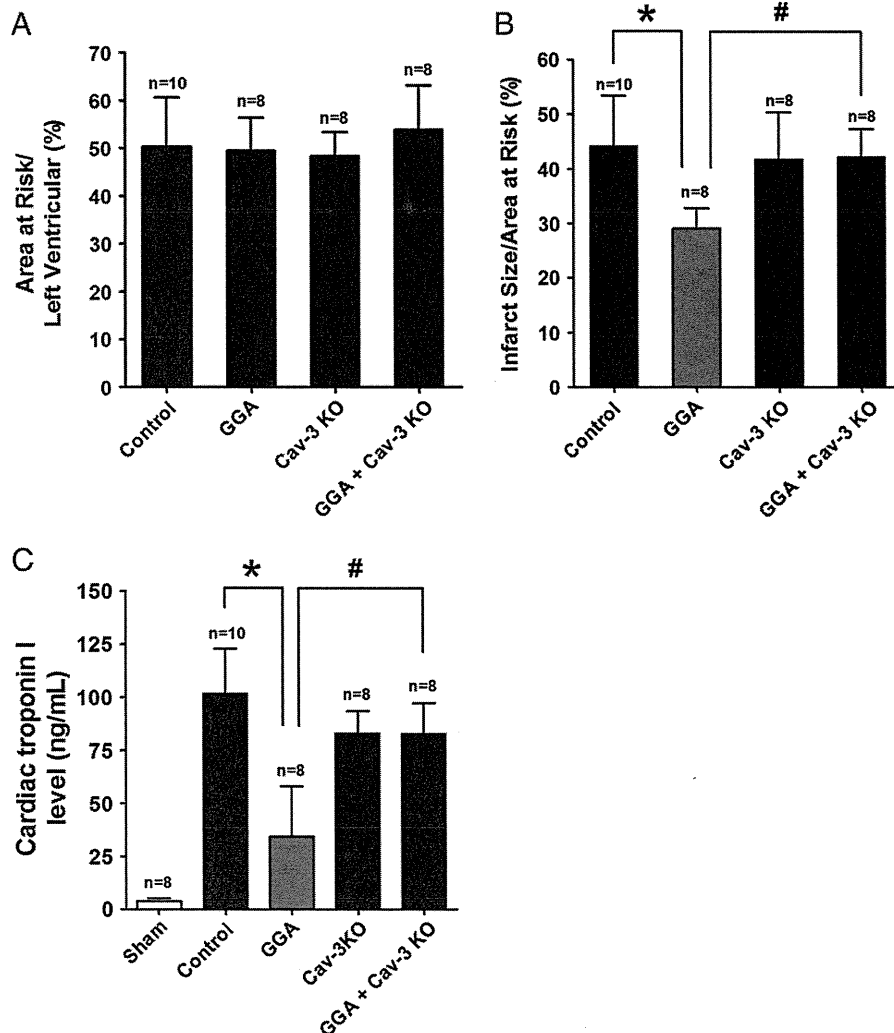 A
Area at Risk/
Left Ventricular (%)
70
60
50
40
30
20
10
0
n=10
n=8
n=8
n=8
Control
GGA
Cav-3 KO
GGA + Cav-3 KO
B
Infarct Size/Area at Risk (%)
60
50
40
30
20
10
0
*
#
n=10
n=8
n=8
n=8
Control
GGA
Cav-3 KO
GGA + Cav-3 KO
C
Cardiac troponin I
level (ng/mL)
150
125
100
75
50
25
0
*
#
n=8
n=10
n=8
n=8
n=8
Sham
Control
GGA
Cav-3KO
GGA + Cav-3 KO